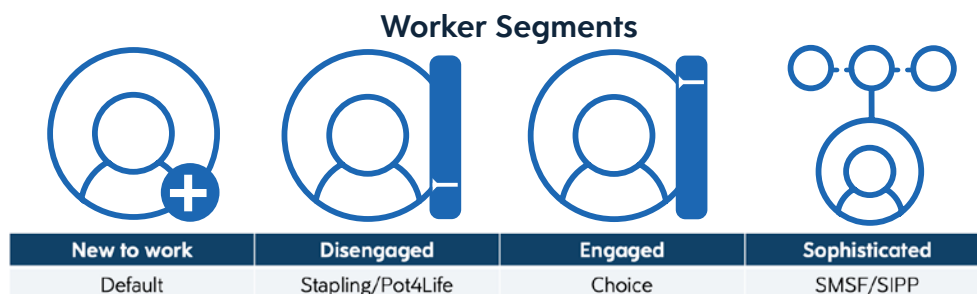 Worker Segments
New to work Disengaged Engaged Sophisticated
Default Stapling/Pot4Life Choice SMSF/SIPP